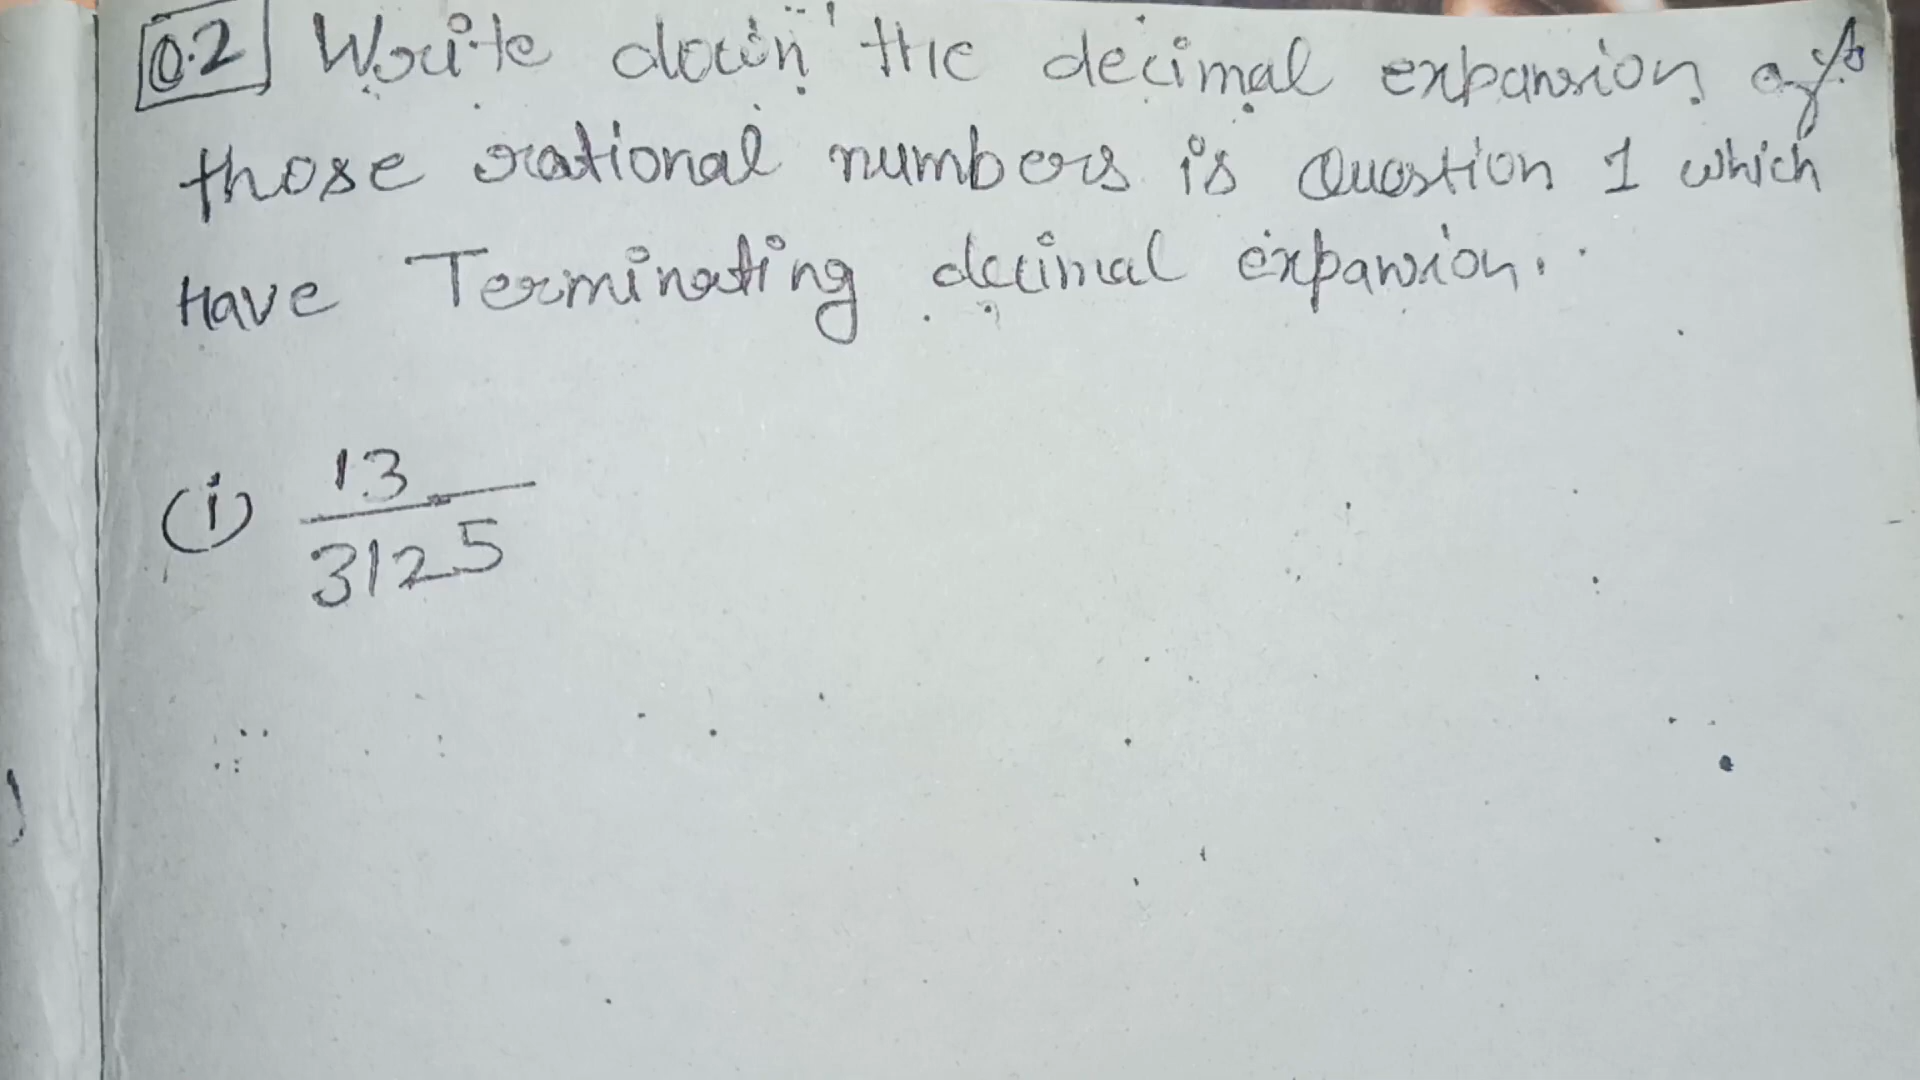 Q.2 Write down the decimal expansion of
those rational numbers is Question 1 which
Have Terminating decimal expansion.
(i) 13
3125